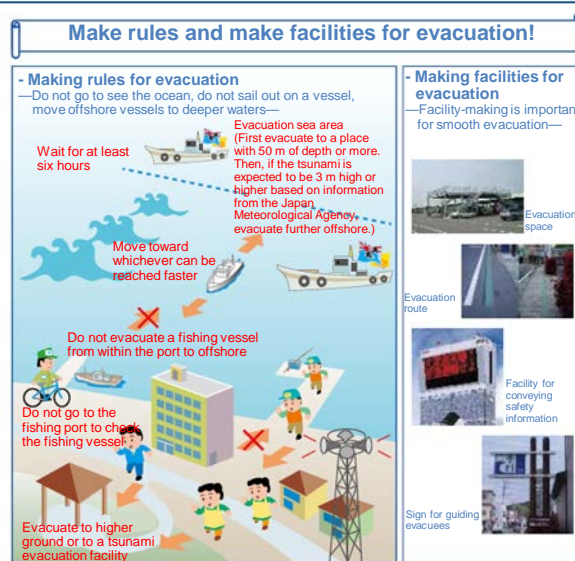 Make rules and make facilities for evacuation!
- Making rules for evacuation
—Do not go to see the ocean, do not sail out on a vessel,
move offshore vessels to deeper waters—
Wait for at least
six hours
Evacuation sea area
(First evacuate to a place
with 50 m of depth or more.
Then, if the tsunami is
expected to be 3 m high or
higher based on information
from the Japan
Meteorological Agency,
evacuate further offshore.)
Move toward
whichever can be
reached faster
Do not evacuate a fishing vessel
from within the port to offshore
Do not go to the
fishing port to check
the fishing vessel
Evacuate to higher
ground or to a tsunami
evacuation facility
- Making facilities for
evacuation
—Facility-making is important
for smooth evacuation—
Evacuation
space
Evacuation
route
Facility for
conveying
safety
information
Sign for guiding
evacuees